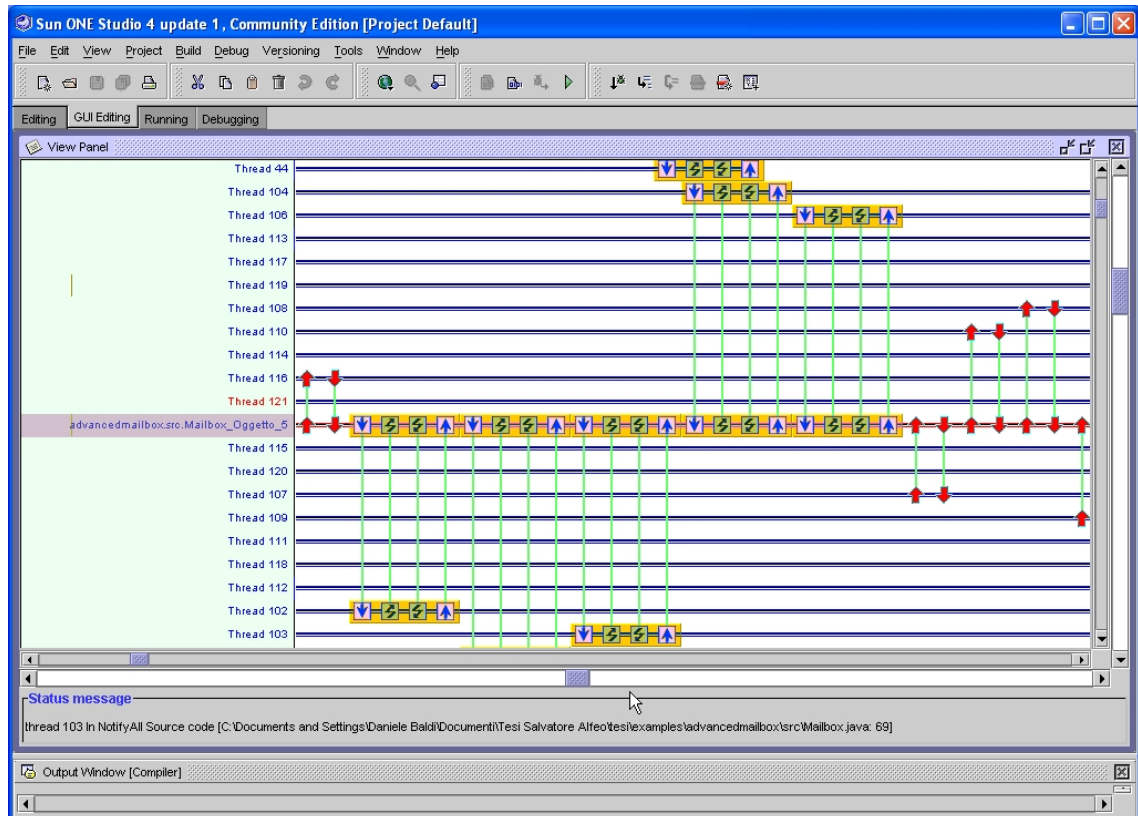 Sun ONE Studio 4 update 1, Community Edition [Project Default]
File Edit View Project Build Debug Versioning Tools Window Help
Editing GUI Editing Running Debugging
View Panel
Thread 44
Thread 104
Thread 106
Thread 113
Thread 117
Thread 119
Thread 108
Thread 110
Thread 114
Thread 116
Thread 121
advancedmailbox.src.Mailbox_Oggetto_5
Thread 115
Thread 120
Thread 107
Thread 109
Thread 111
Thread 118
Thread 112
Thread 102
Thread 103
Status message
thread 103 In NotifyAll Source code [C:\Documents and Settings\Daniele Baldi\Documenti\Tesi Salvatore Alfeo\tesi\examples\advancedmailbox\src\Mailbox.java: 69]
Output Window [Compiler]